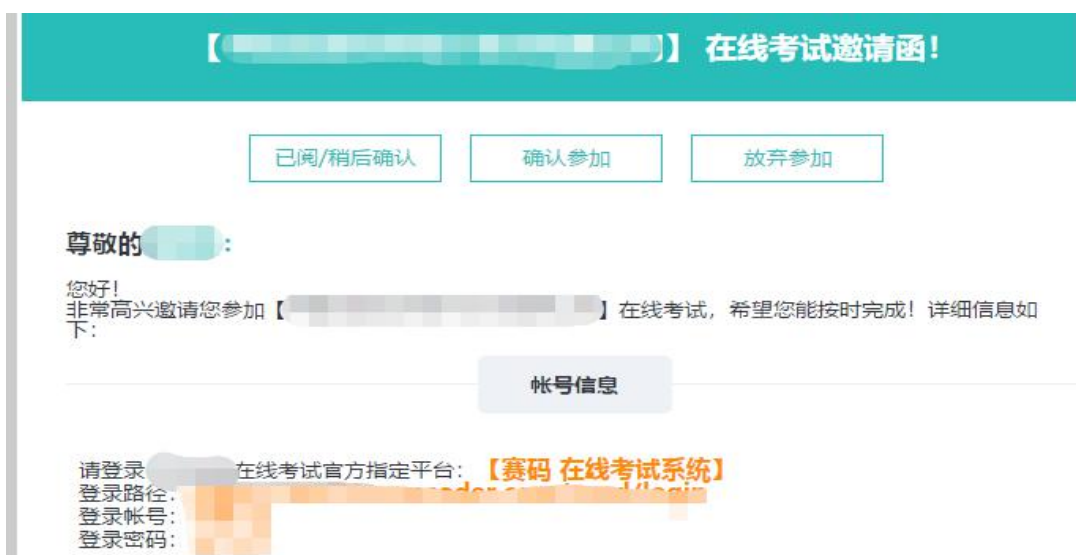 【 】 在线考试邀请函！
已阅/稍后确认
确认参加
放弃参加
尊敬的 ：
您好！
非常高兴邀请您参加【 】在线考试，希望您能按时完成！详细信息如
下：
帐号信息
请登录 在线考试官方指定平台：【赛码 在线考试系统】
登录路径：
登录帐号：
登录密码：